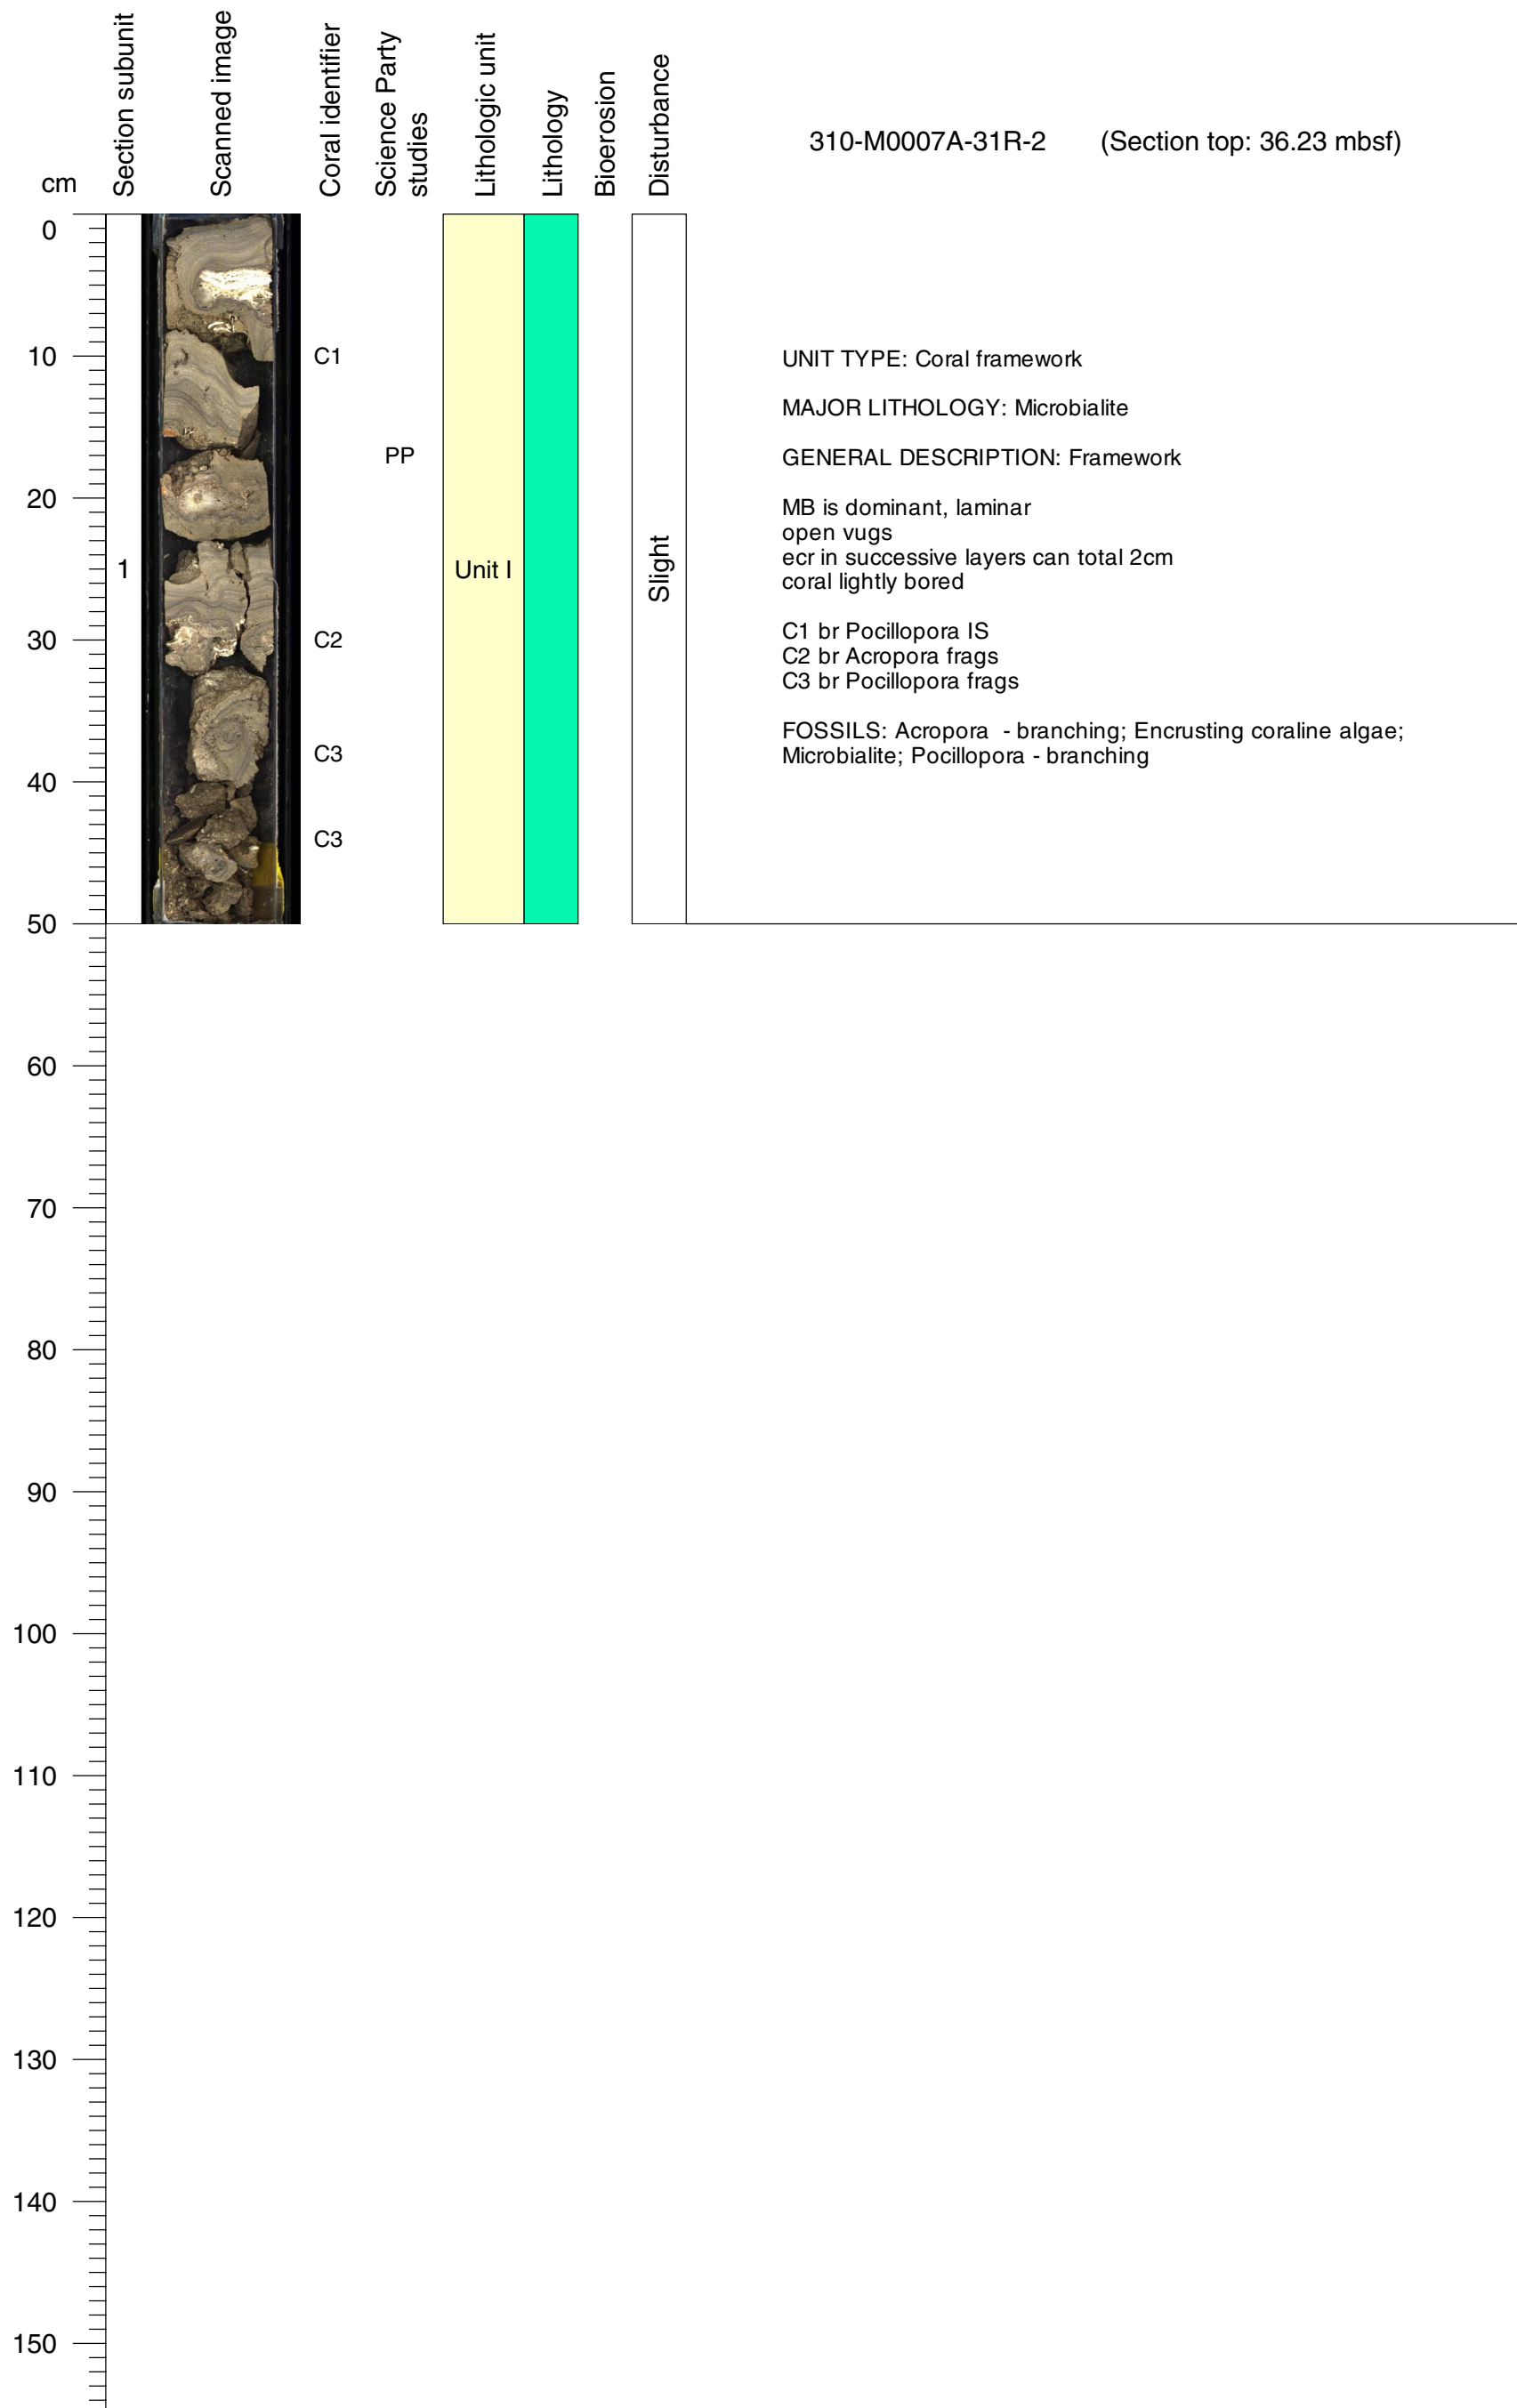 cm
Section subunit
Scanned image
Coral identifier
Science Party
studies
Lithologic unit
Lithology
Bioerosion
Disturbance
310-M0007A-31R-2 (Section top: 36.23 mbsf)
0
10
20
30
40
50
60
70
80
90
100
110
120
130
140
150
1
C1
C2
C3
C3
PP
Unit I
Slight
UNIT TYPE: Coral framework
MAJOR LITHOLOGY: Microbialite
GENERAL DESCRIPTION: Framework
MB is dominant, laminar
open vugs
ecr in successive layers can total 2cm
coral lightly bored
C1 br Pocillopora IS
C2 br Acropora frags
C3 br Pocillopora frags
FOSSILS: Acropora - branching; Encrusting coraline algae;
Microbialite; Pocillopora - branching